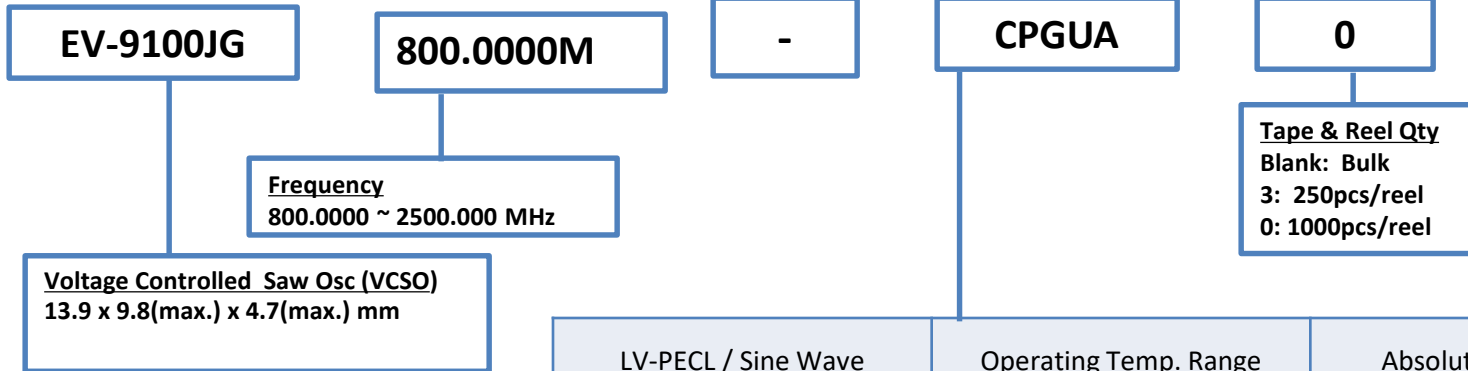 EV-9100JG
800.0000M
-
CPGUA
0
Tape & Reel Qty
Blank: Bulk
3: 250pcs/reel
0: 1000pcs/reel
Frequency
800.0000 ~ 2500.000 MHz
Voltage Controlled Saw Osc (VCSO)
13.9 x 9.8(max.) x 4.7(max.) mm
LV-PECL / Sine Wave
Operating Temp. Range